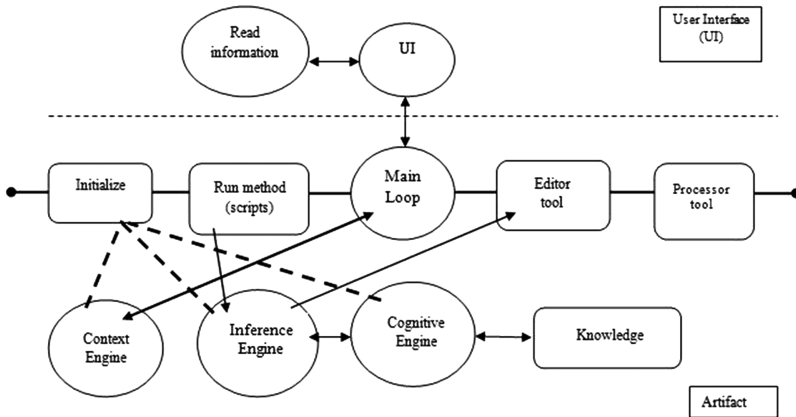 Read
information
UI
User Interface
(UI)
Initialize
Run method
(scripts)
Main
Loop
Editor
tool
Processor
tool
Context
Engine
Inference
Engine
Cognitive
Engine
Knowledge
Artifact